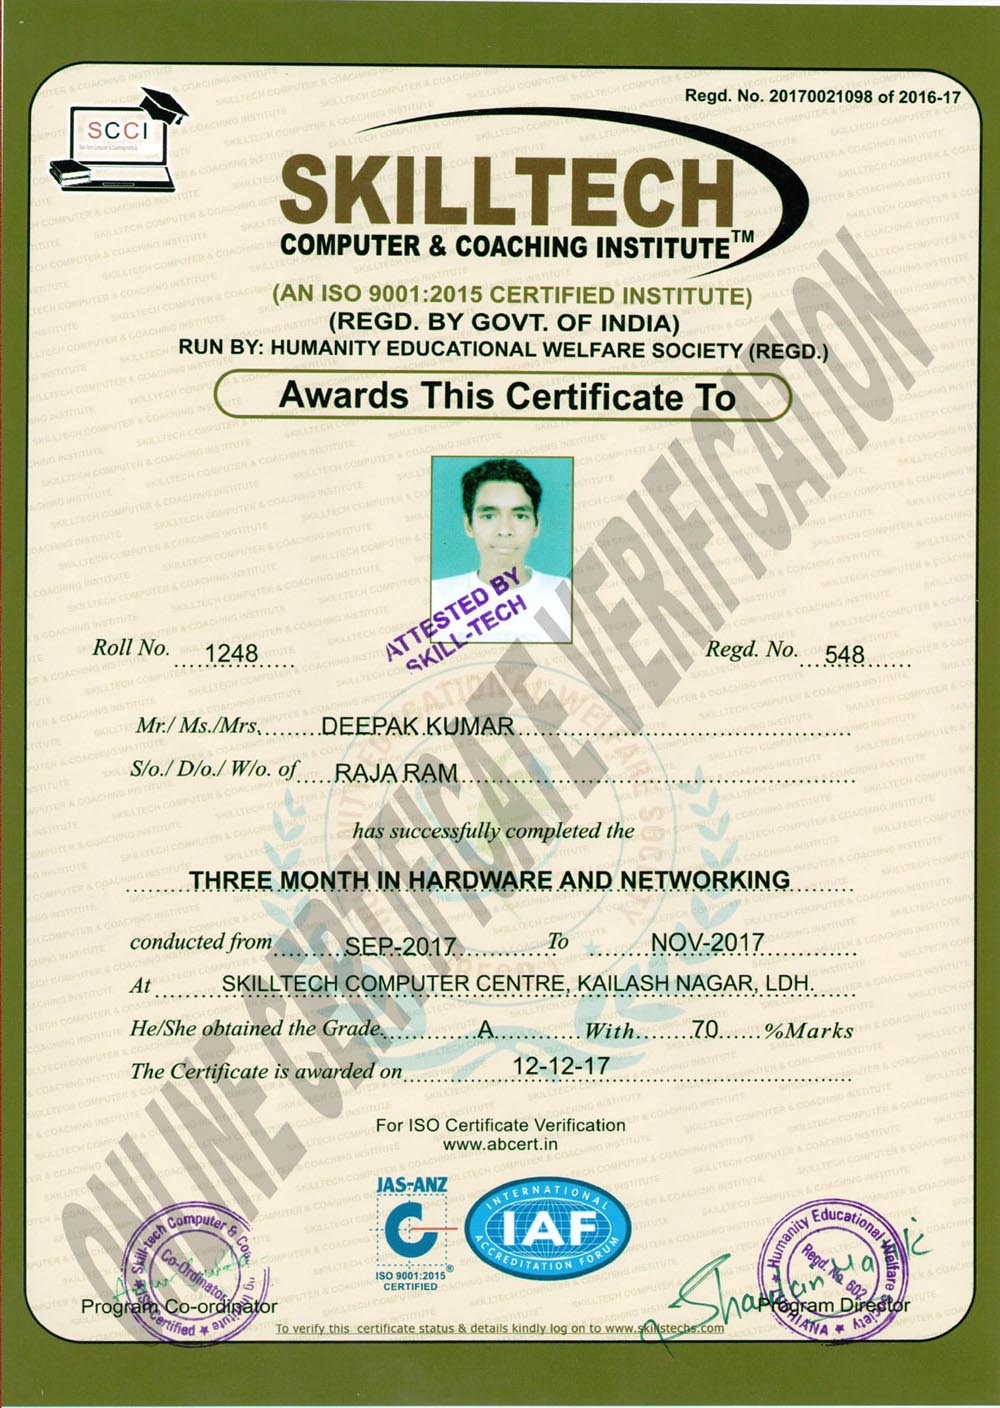 Regd. No. 20170021098 of 2016-17
SCCI
SKILLTECH
COMPUTER & COACHING INSTITUTE™
(AN ISO 9001:2015 CERTIFIED INSTITUTE)
(REGD. BY GOVT. OF INDIA)
RUN BY: HUMANITY EDUCATIONAL WELFARE SOCIETY (REGD.)
Awards This Certificate To
ATTESTED BY
SKILL-TECH
Roll No. 1248
Regd. No. 548
Mr./ Ms./Mrs. DEEPAK KUMAR
S/o./ D/o./ W/o. of RAJA RAM
has successfully completed the
THREE MONTH IN HARDWARE AND NETWORKING
conducted from SEP-2017 To NOV-2017
At SKILLTECH COMPUTER CENTRE, KAILASH NAGAR, LDH.
He/She obtained the Grade A With 70 %Marks
The Certificate is awarded on 12-12-17
ONLINE CERTIFICATE VERIFICATION
For ISO Certificate Verification
www.abcert.in
JAS-ANZ
ISO 9001:2015
CERTIFIED
®
INTERNATIONAL
IAF
ACCREDITATION FORUM
Skill-tech Computer &
Institute
Co-Ordinator
ISO Certified
Program Co-ordinator
Humanity Educational Welfare Society
Regd. No. 602
Program Director
To verify this certificate status & details kindly log on to www.skillstechs.com